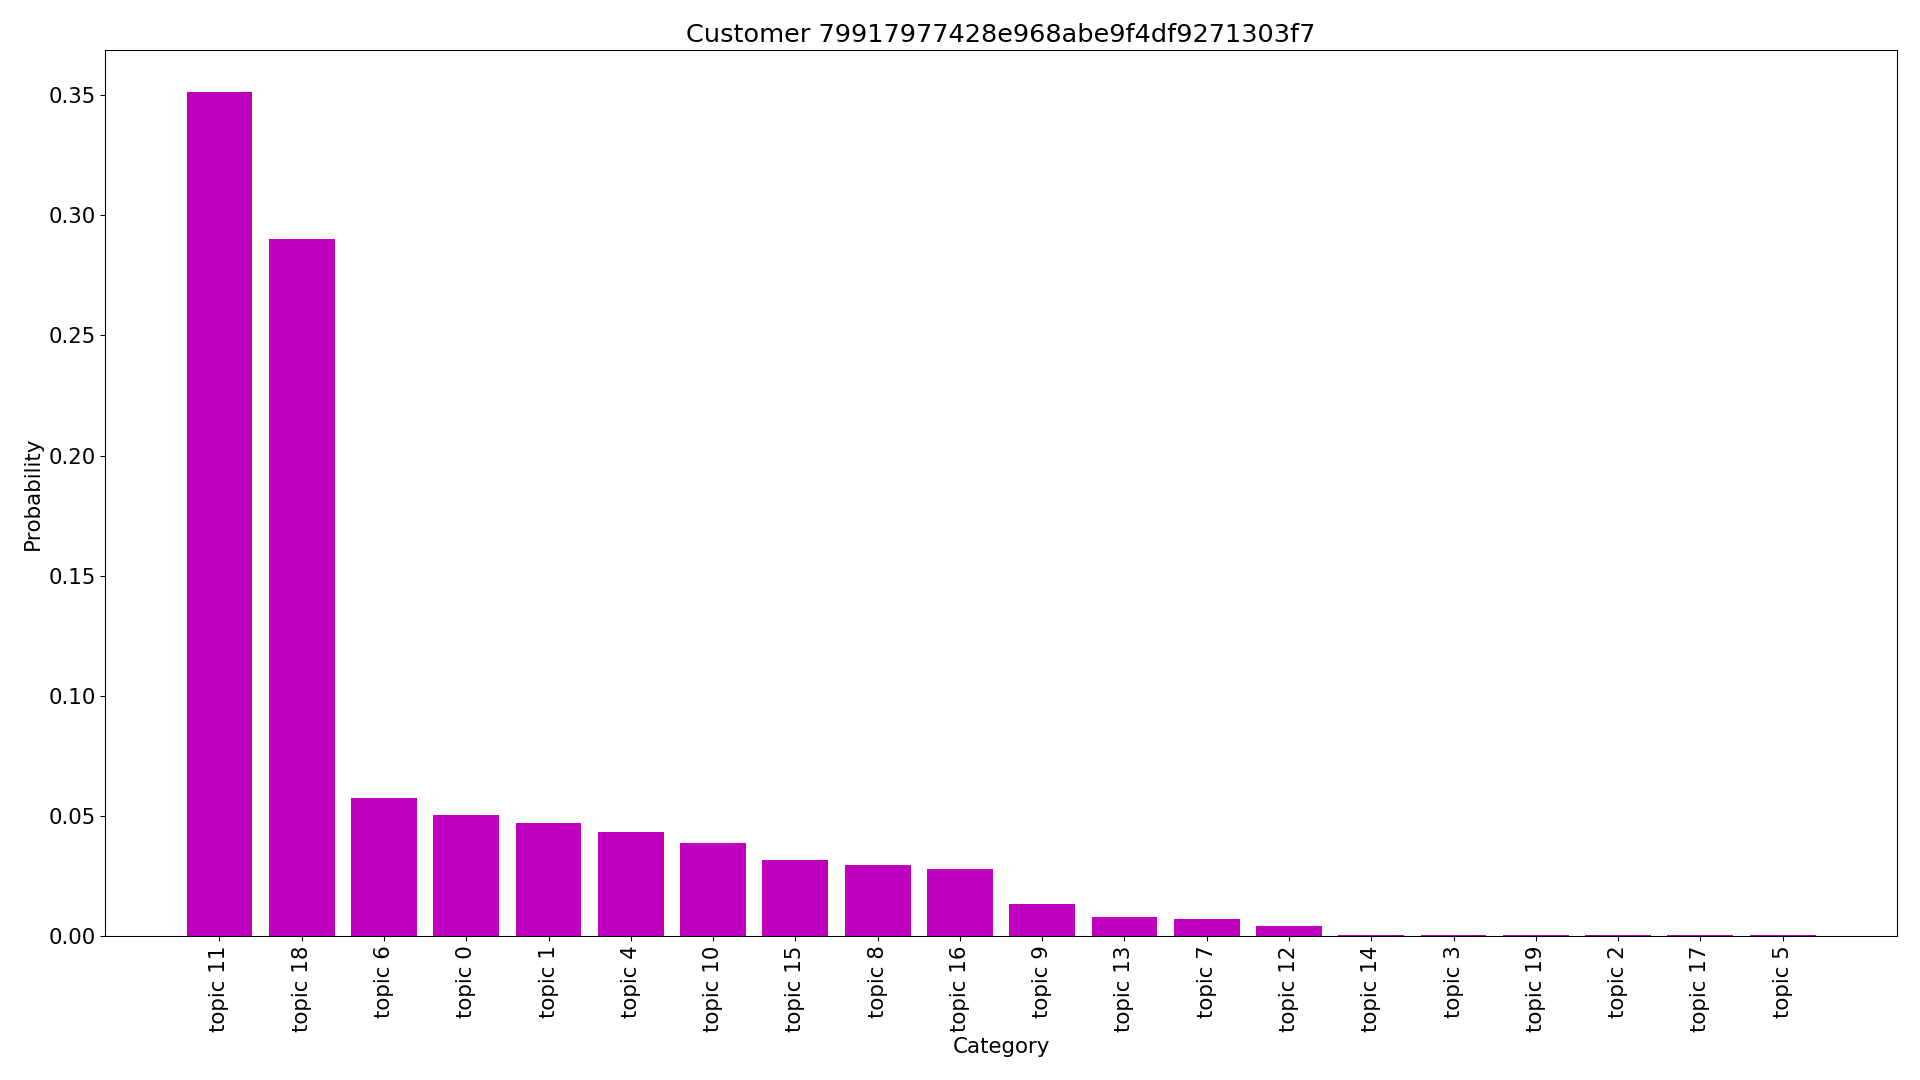 Customer 79917977428e968abe9f4df9271303f7
Probability
0.35
0.30
0.25
0.20
0.15
0.10
0.05
0.00
topic 11
topic 18
topic 6
topic 0
topic 1
topic 4
topic 10
topic 15
topic 8
topic 16
topic 9
topic 13
topic 7
topic 12
topic 14
topic 3
topic 19
topic 2
topic 17
topic 5
Category